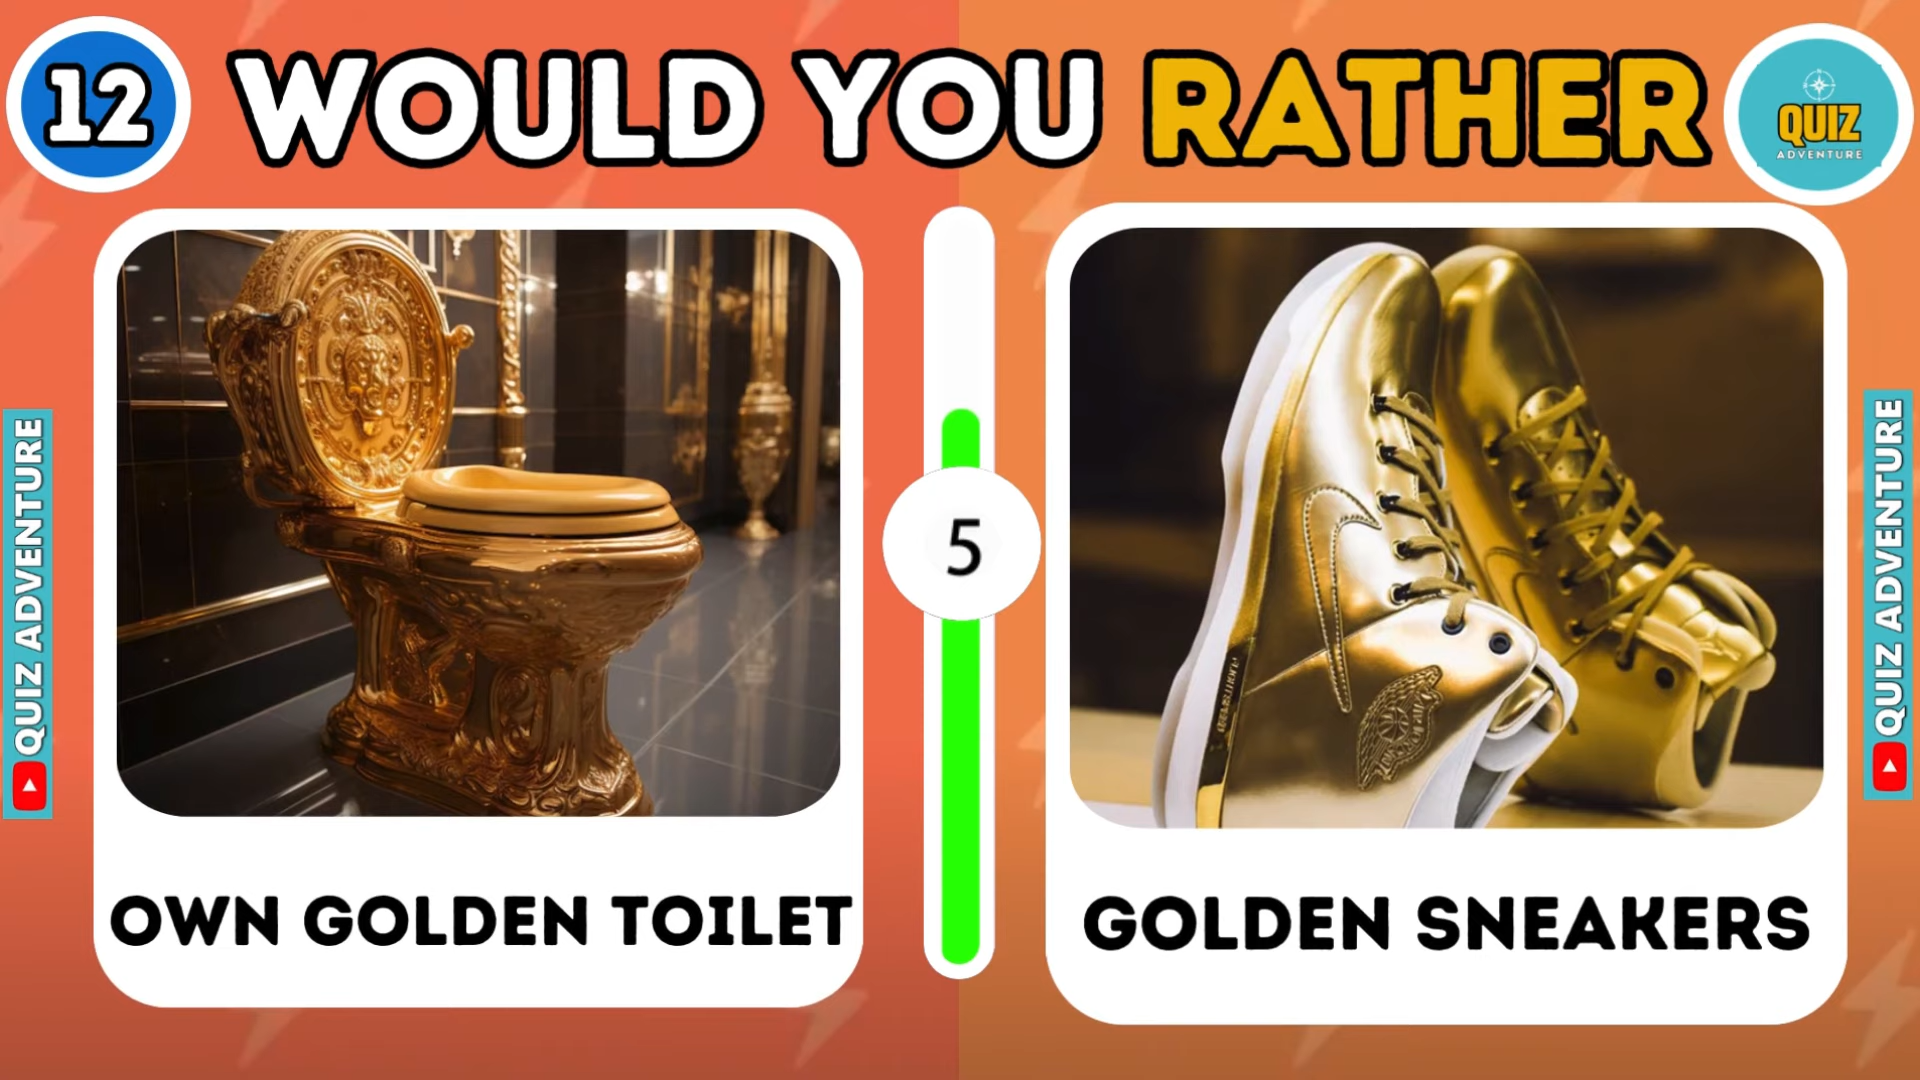 12
WOULD YOU RATHER
QUIZ
ADVENTURE
5
QUIZ ADVENTURE
QUIZ ADVENTURE
OWN GOLDEN TOILET
GOLDEN SNEAKERS